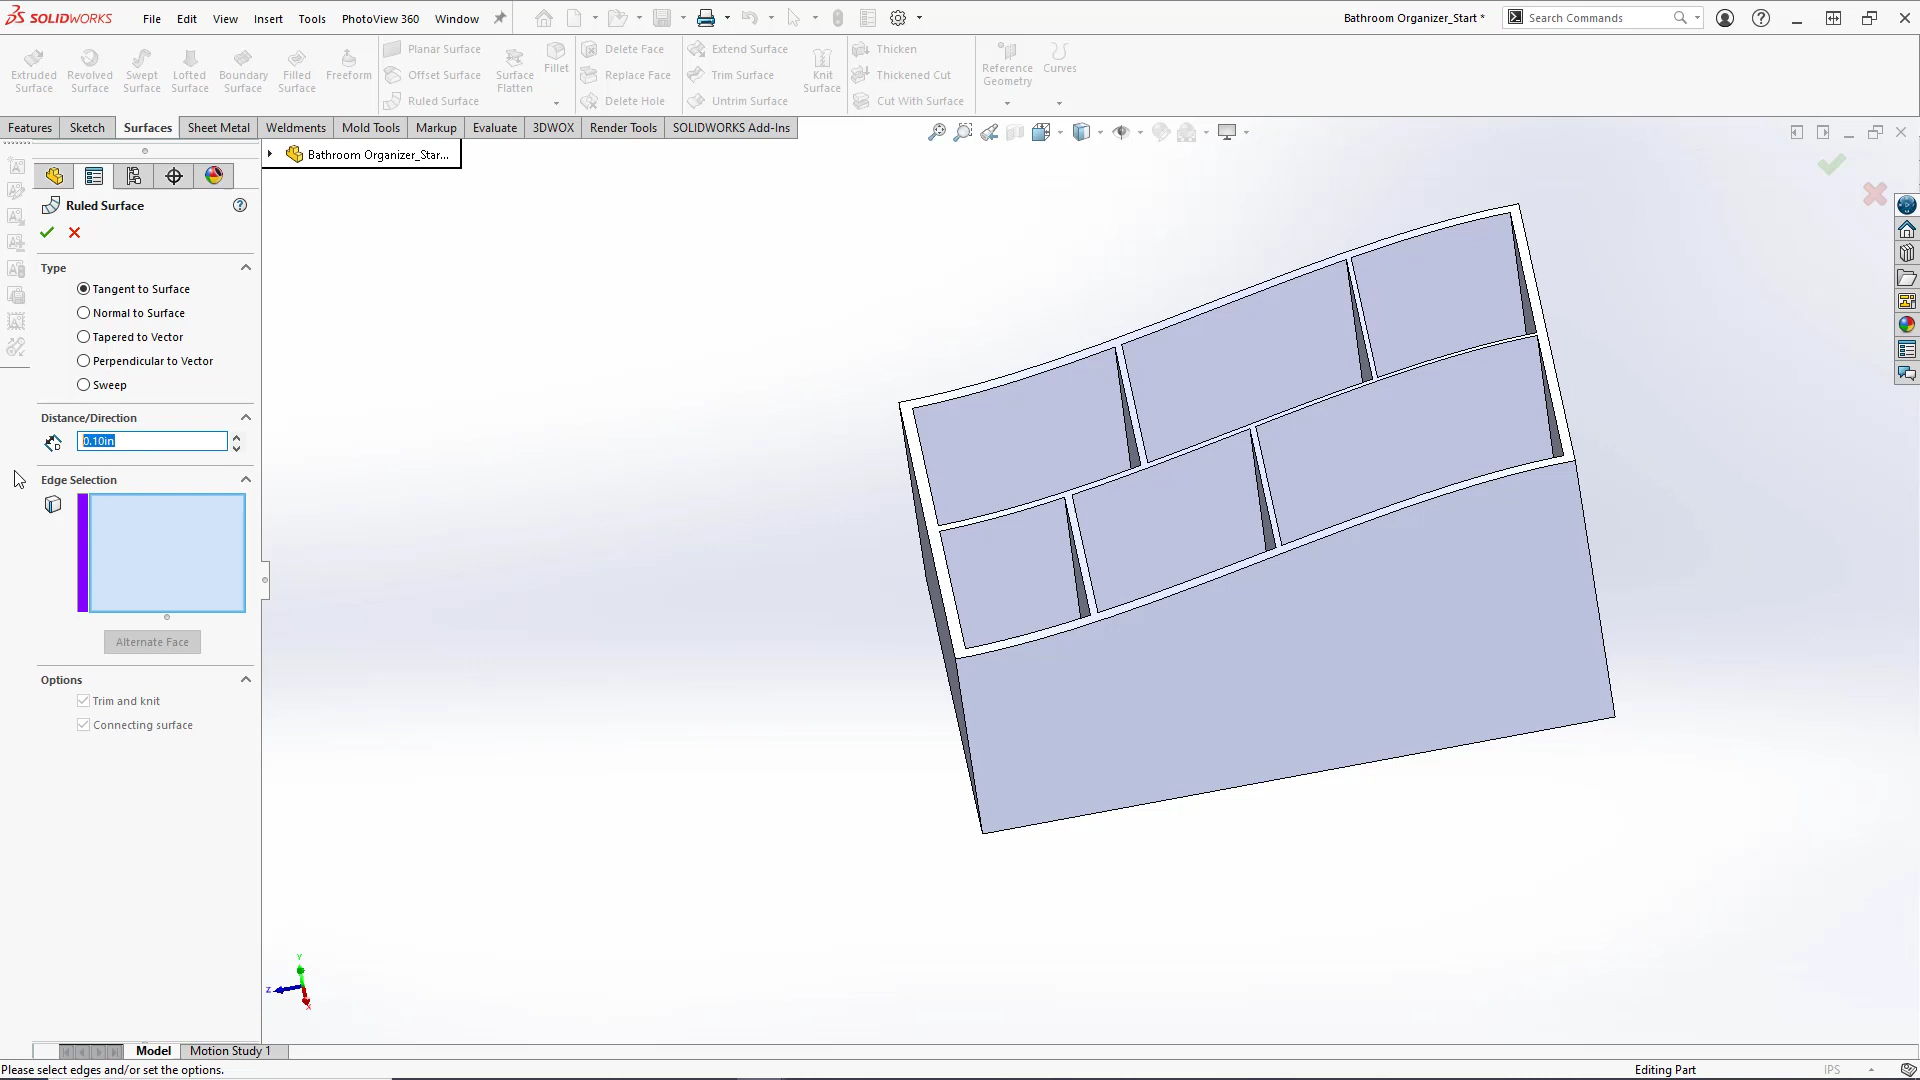 SOLIDWORKS File Edit View Insert Tools PhotoView 360 Window
Bathroom Organizer_Start *
Search Commands
Extruded Surface
Revolved Surface
Swept Surface
Lofted Surface
Boundary Surface
Filled Surface
Freeform
Planar Surface
Offset Surface
Ruled Surface
Surface Flatten
Fillet
Delete Face
Replace Face
Delete Hole
Extend Surface
Trim Surface
Untrim Surface
Knit Surface
Thicken
Thickened Cut
Cut With Surface
Reference Geometry
Curves
Features Sketch Surfaces Sheet Metal Weldments Mold Tools Markup Evaluate 3DWOX Render Tools SOLIDWORKS Add-Ins
Bathroom Organizer_Star...
Ruled Surface
Type
Tangent to Surface
Normal to Surface
Tapered to Vector
Perpendicular to Vector
Sweep
Distance/Direction
0.10in
Edge Selection
Alternate Face
Options
Trim and knit
Connecting surface
Y
Z
X
Model Motion Study 1
Please select edges and/or set the options.
Editing Part
IPS